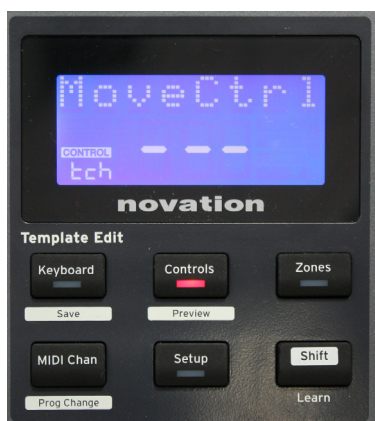 MoveCtrl
CONTROL
---
tch
novation
Template Edit
Keyboard Controls Zones
Save Preview
MIDI Chan Setup Shift
Prog Change Learn